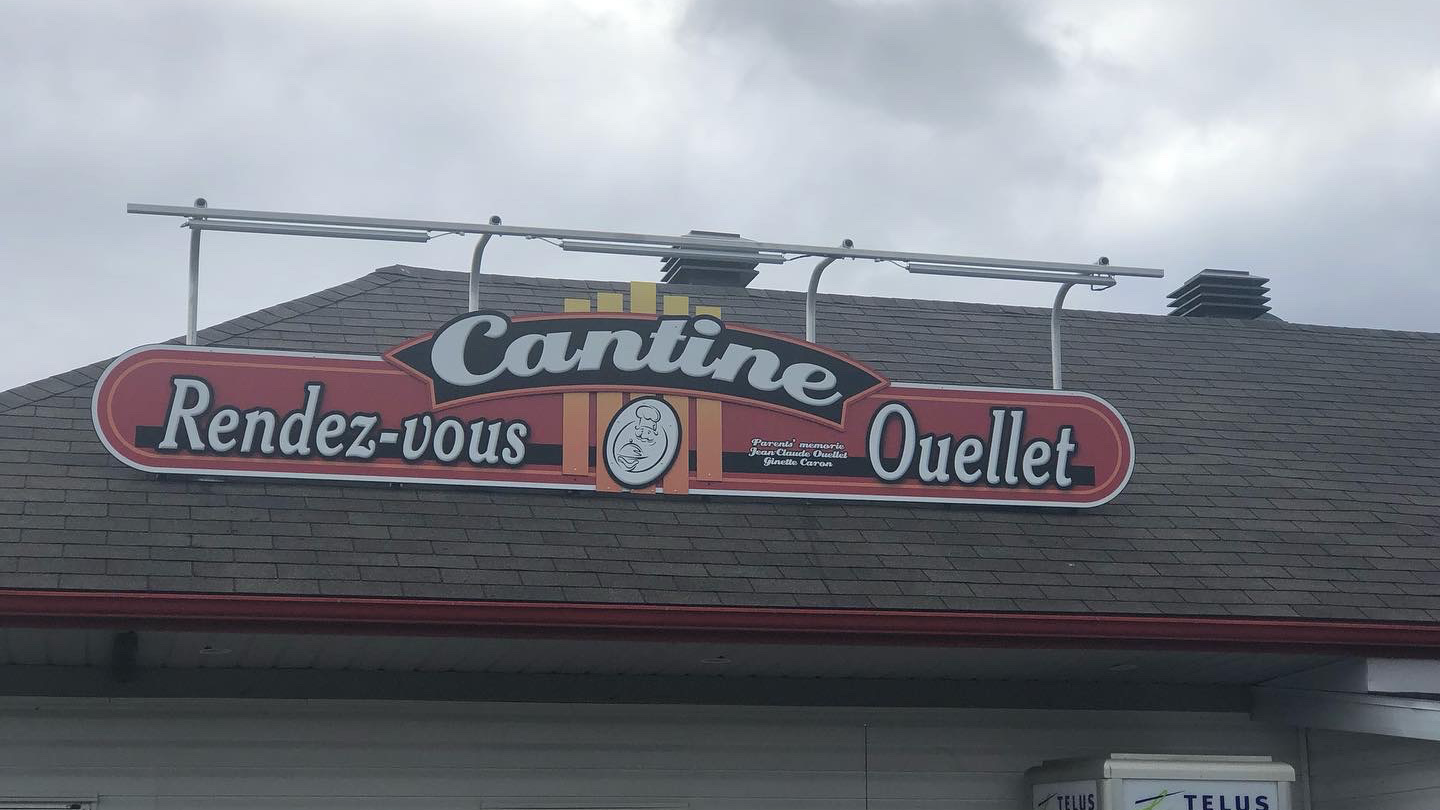 Cantine
Rendez-vous
Parents' memorie
Jean-Claude Ouellet
Ginette Caron
Ouellet
TELUS
TELUS